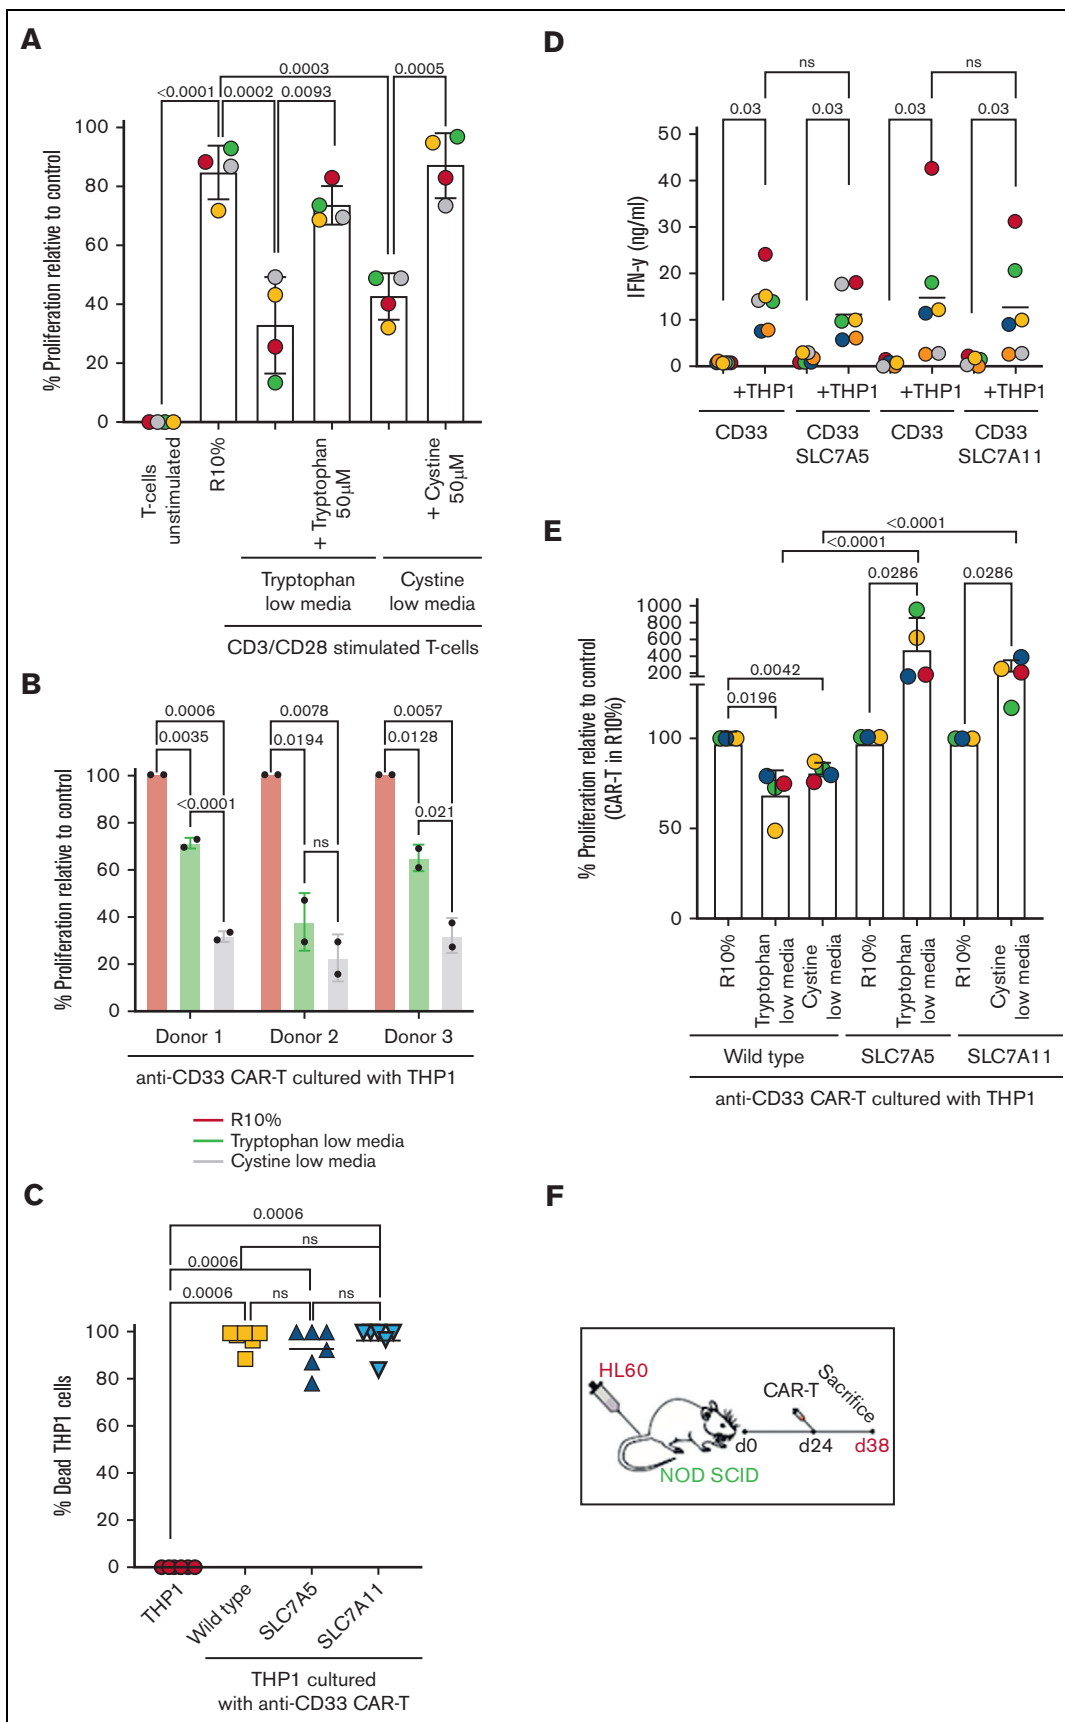 A
% Proliferation relative to control
100
80
60
40
20
0
<0.0001
0.0002
0.0003
0.0093
0.0005
T-cells
unstimulated
R10%
+ Tryptophan
50µM
+ Cystine
50µM
Tryptophan
low media
Cystine
low media
CD3/CD28 stimulated T-cells
B
% Proliferation relative to control
100
80
60
40
20
0
0.0006
0.0035
<0.0001
0.0078
0.0194
ns
0.0057
0.0128
0.021
Donor 1
Donor 2
Donor 3
anti-CD33 CAR-T cultured with THP1
R10%
Tryptophan low media
Cystine low media
C
% Dead THP1 cells
100
80
60
40
20
0
0.0006
ns
0.0006
0.0006
ns
ns
THP1
Wild type
SLC7A5
SLC7A11
THP1 cultured
with anti-CD33 CAR-T
D
IFN-y (ng/ml)
50
40
30
20
10
0
ns
ns
0.03
0.03
0.03
0.03
+THP1
+THP1
+THP1
+THP1
CD33
CD33
SLC7A5
CD33
CD33
SLC7A11
E
% Proliferation relative to control
(CAR-T in R10%)
1000
800
600
400
200
100
50
0
<0.0001
<0.0001
0.0286
0.0286
0.0042
0.0196
R10%
Tryptophan
low media
Cystine
low media
R10%
Tryptophan
low media
R10%
Cystine
low media
Wild type
SLC7A5
SLC7A11
anti-CD33 CAR-T cultured with THP1
F
HL60
NOD SCID
CAR-T
Sacrifice
d0
d24
d38